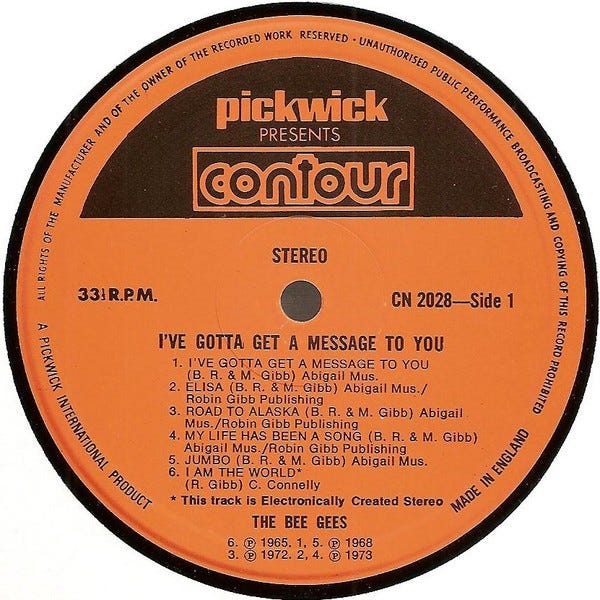 ALL RIGHTS OF THE MANUFACTURER AND OF THE OWNER OF THE RECORDED WORK RESERVED · UNAUTHORISED PUBLIC PERFORMANCE BROADCASTING AND COPYING OF THIS RECORD PROHIBITED
pickwick
PRESENTS
contour
STEREO
33⅓ R.P.M.
CN 2028—Side 1
I'VE GOTTA GET A MESSAGE TO YOU
1. I'VE GOTTA GET A MESSAGE TO YOU
(B. R. & M. Gibb) Abigail Mus.
2. ELISA (B. R. & M. Gibb) Abigail Mus./
Robin Gibb Publishing
3. ROAD TO ALASKA (B. R. & M. Gibb) Abigail
Mus./Robin Gibb Publishing
4. MY LIFE HAS BEEN A SONG (B. R. & M. Gibb)
Abigail Mus./Robin Gibb Publishing
5. JUMBO (B. R. & M. Gibb) Abigail Mus.
6. I AM THE WORLD*
(R. Gibb) C. Connelly
* This track is Electronically Created Stereo
THE BEE GEES
6. ℗ 1965. 1, 5. ℗ 1968
3. ℗ 1972. 2, 4. ℗ 1973
A PICKWICK INTERNATIONAL PRODUCT
MADE IN ENGLAND